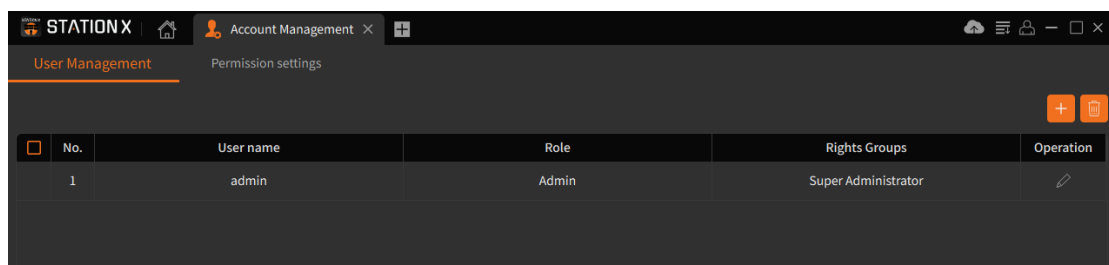 STATION X Account Management
User Management Permission settings
No. User name Role Rights Groups Operation
1 admin Admin Super Administrator